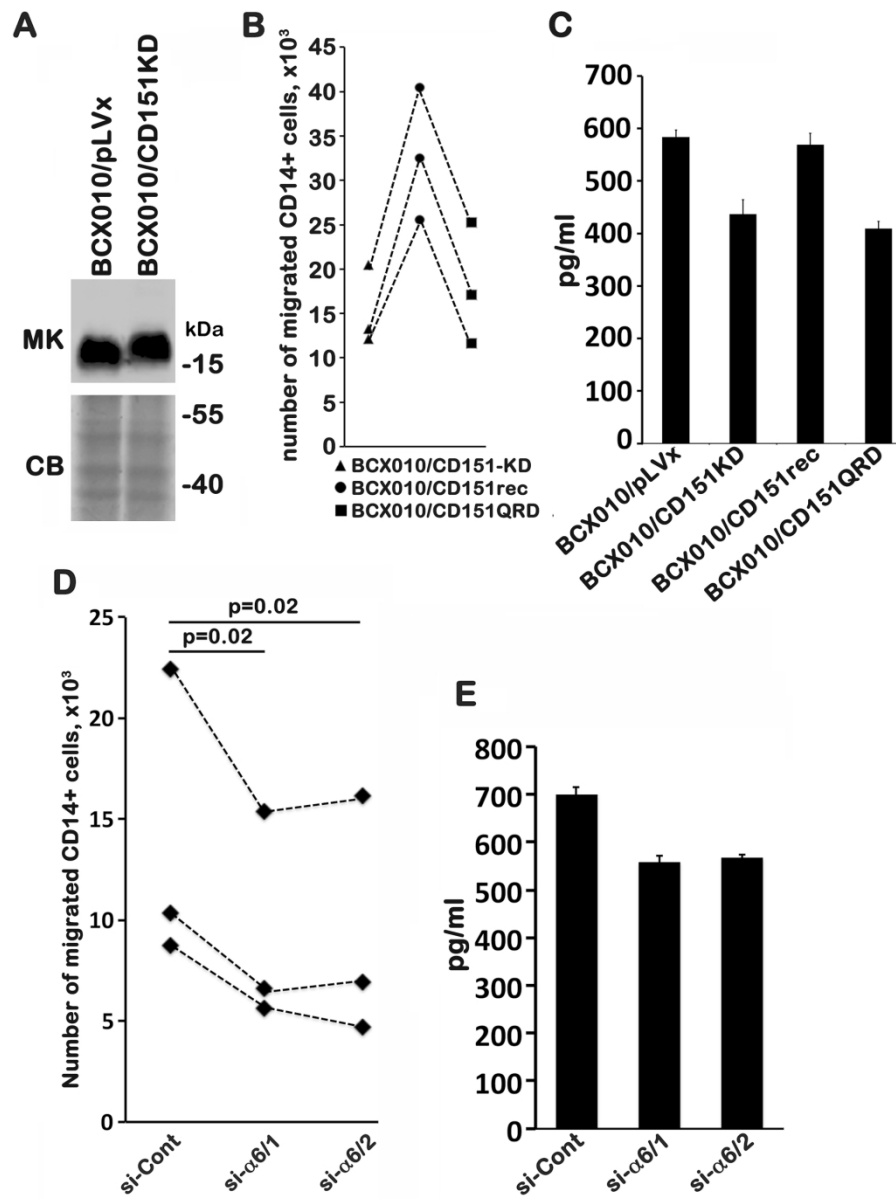 A
BCX010/pLVx
BCX010/CD151KD
MK
kDa
-15
CB
-55
-40
B
number of migrated CD14+ cells, x10³
45
40
35
30
25
20
15
10
5
0
▲ BCX010/CD151-KD
● BCX010/CD151rec
■ BCX010/CD151QRD
C
pg/ml
700
600
500
400
300
200
100
0
BCX010/pLVx
BCX010/CD151KD
BCX010/CD151rec
BCX010/CD151QRD
D
Number of migrated CD14+ cells, x10³
p=0.02
p=0.02
25
20
15
10
5
0
si-Cont
si-α6/1
si-α6/2
E
pg/ml
800
700
600
500
400
300
200
100
0
si-Cont
si-α6/1
si-α6/2